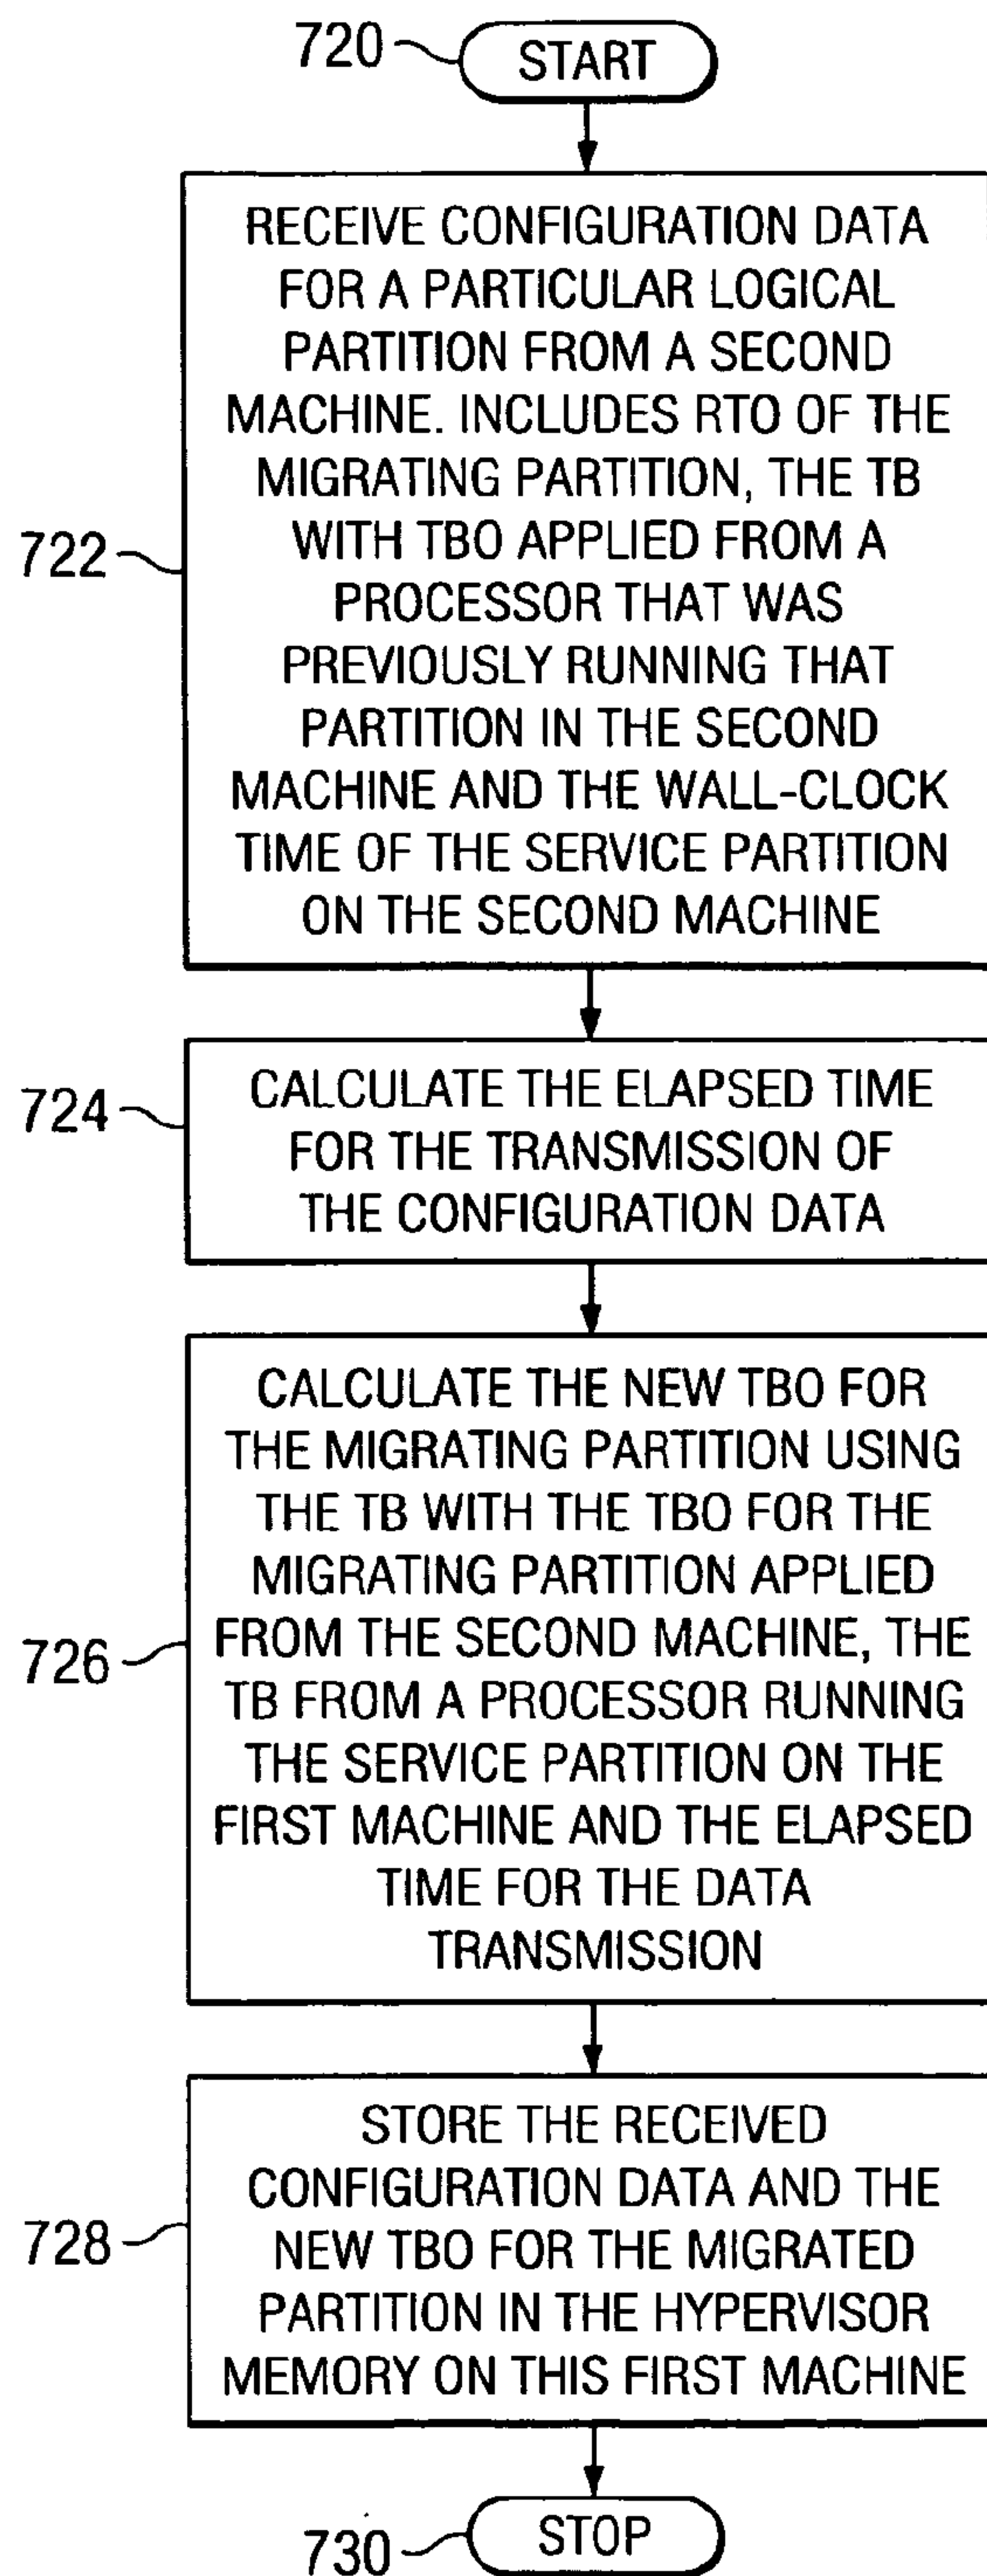 720
START
RECEIVE CONFIGURATION DATA
FOR A PARTICULAR LOGICAL
PARTITION FROM A SECOND
MACHINE. INCLUDES RTO OF THE
MIGRATING PARTITION, THE TB
WITH TBO APPLIED FROM A
PROCESSOR THAT WAS
PREVIOUSLY RUNNING THAT
PARTITION IN THE SECOND
MACHINE AND THE WALL-CLOCK
TIME OF THE SERVICE PARTITION
ON THE SECOND MACHINE
722
724
CALCULATE THE ELAPSED TIME
FOR THE TRANSMISSION OF
THE CONFIGURATION DATA
CALCULATE THE NEW TBO FOR
THE MIGRATING PARTITION USING
THE TB WITH THE TBO FOR THE
MIGRATING PARTITION APPLIED
FROM THE SECOND MACHINE, THE
TB FROM A PROCESSOR RUNNING
THE SERVICE PARTITION ON THE
FIRST MACHINE AND THE ELAPSED
TIME FOR THE DATA
TRANSMISSION
726
STORE THE RECEIVED
CONFIGURATION DATA AND THE
NEW TBO FOR THE MIGRATED
PARTITION IN THE HYPERVISOR
MEMORY ON THIS FIRST MACHINE
728
730
STOP